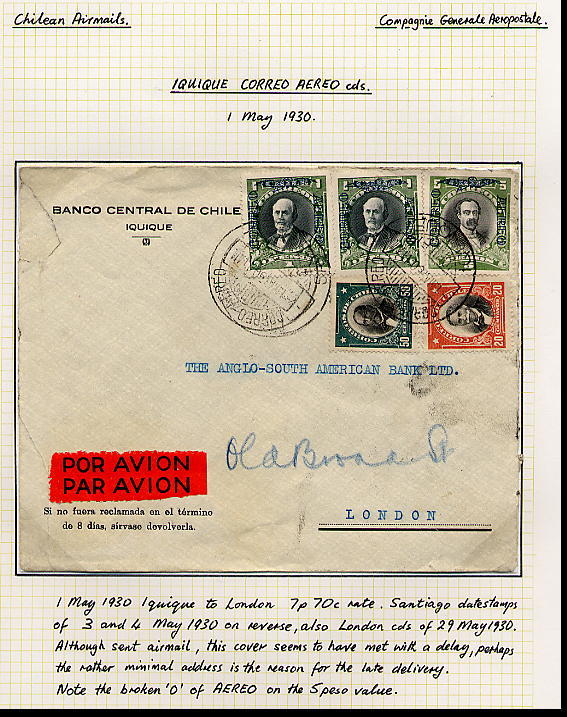 Chilean Airmails.
Compagnie Generale Aeropostale.
IQUIQUE CORREO AEREO cds.
1 May 1930.
BANCO CENTRAL DE CHILE
IQUIQUE
50
20
THE ANGLO-SOUTH AMERICAN BANK LTD.
Old Broad St
POR AVION
PAR AVION
Si no fuera reclamada en el término
de 8 días, sírvase devolverla.
LONDON
1 May 1930 Iquique to London 7p 70c rate. Santiago datestamps
of 3 and 4 May 1930 on reverse, also London cds of 29 May 1930.
Although sent airmail, this cover seems to have met with a delay, perhaps
the rather minimal address is the reason for the late delivery.
Note the broken 'O' of AEREO on the 5 peso value.